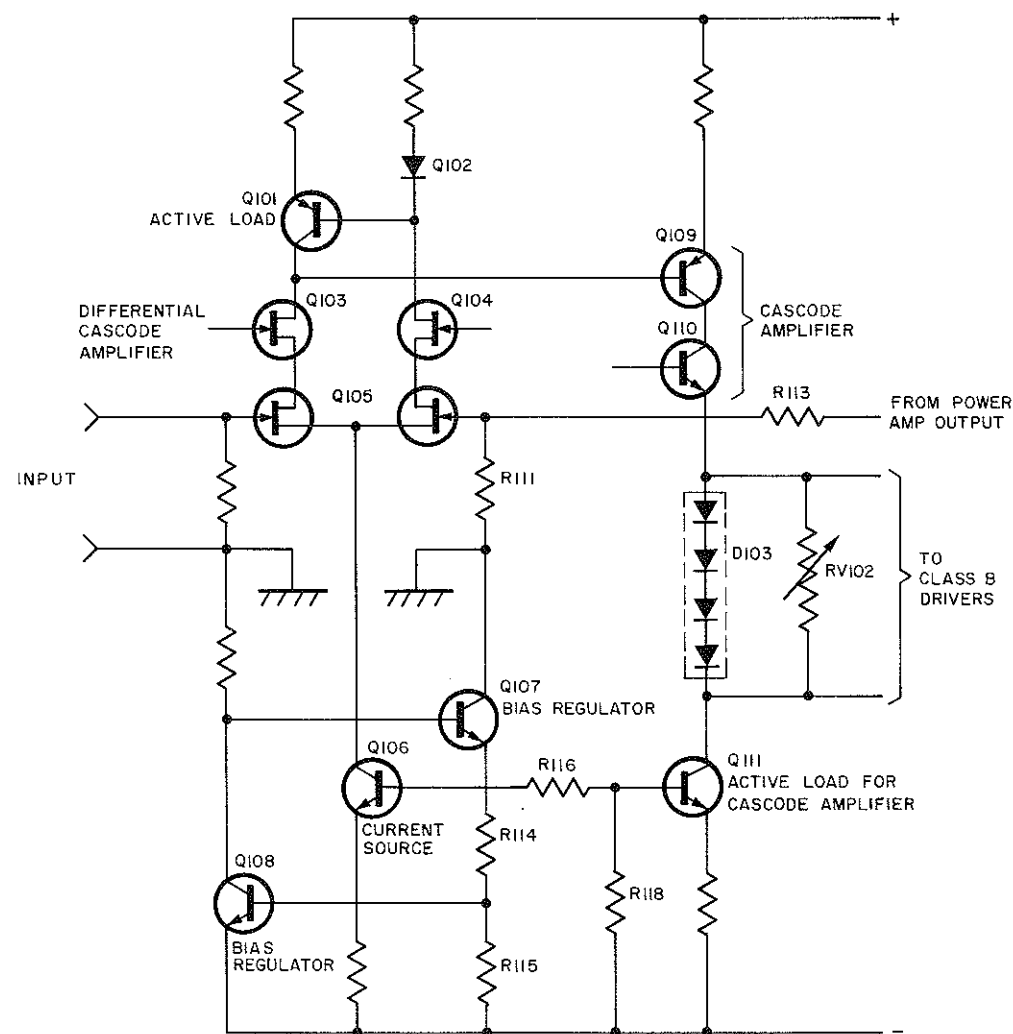 +
Q102
Q101
ACTIVE LOAD
Q109
Q103
Q104
DIFFERENTIAL
CASCODE
AMPLIFIER
CASCODE
AMPLIFIER
Q110
Q105
R113
FROM POWER
AMP OUTPUT
INPUT
R111
D103
RV102
TO
CLASS B
DRIVERS
Q107
BIAS REGULATOR
Q106
CURRENT
SOURCE
R116
Q111
ACTIVE LOAD FOR
CASCODE AMPLIFIER
R114
Q108
BIAS
REGULATOR
R118
R115
-